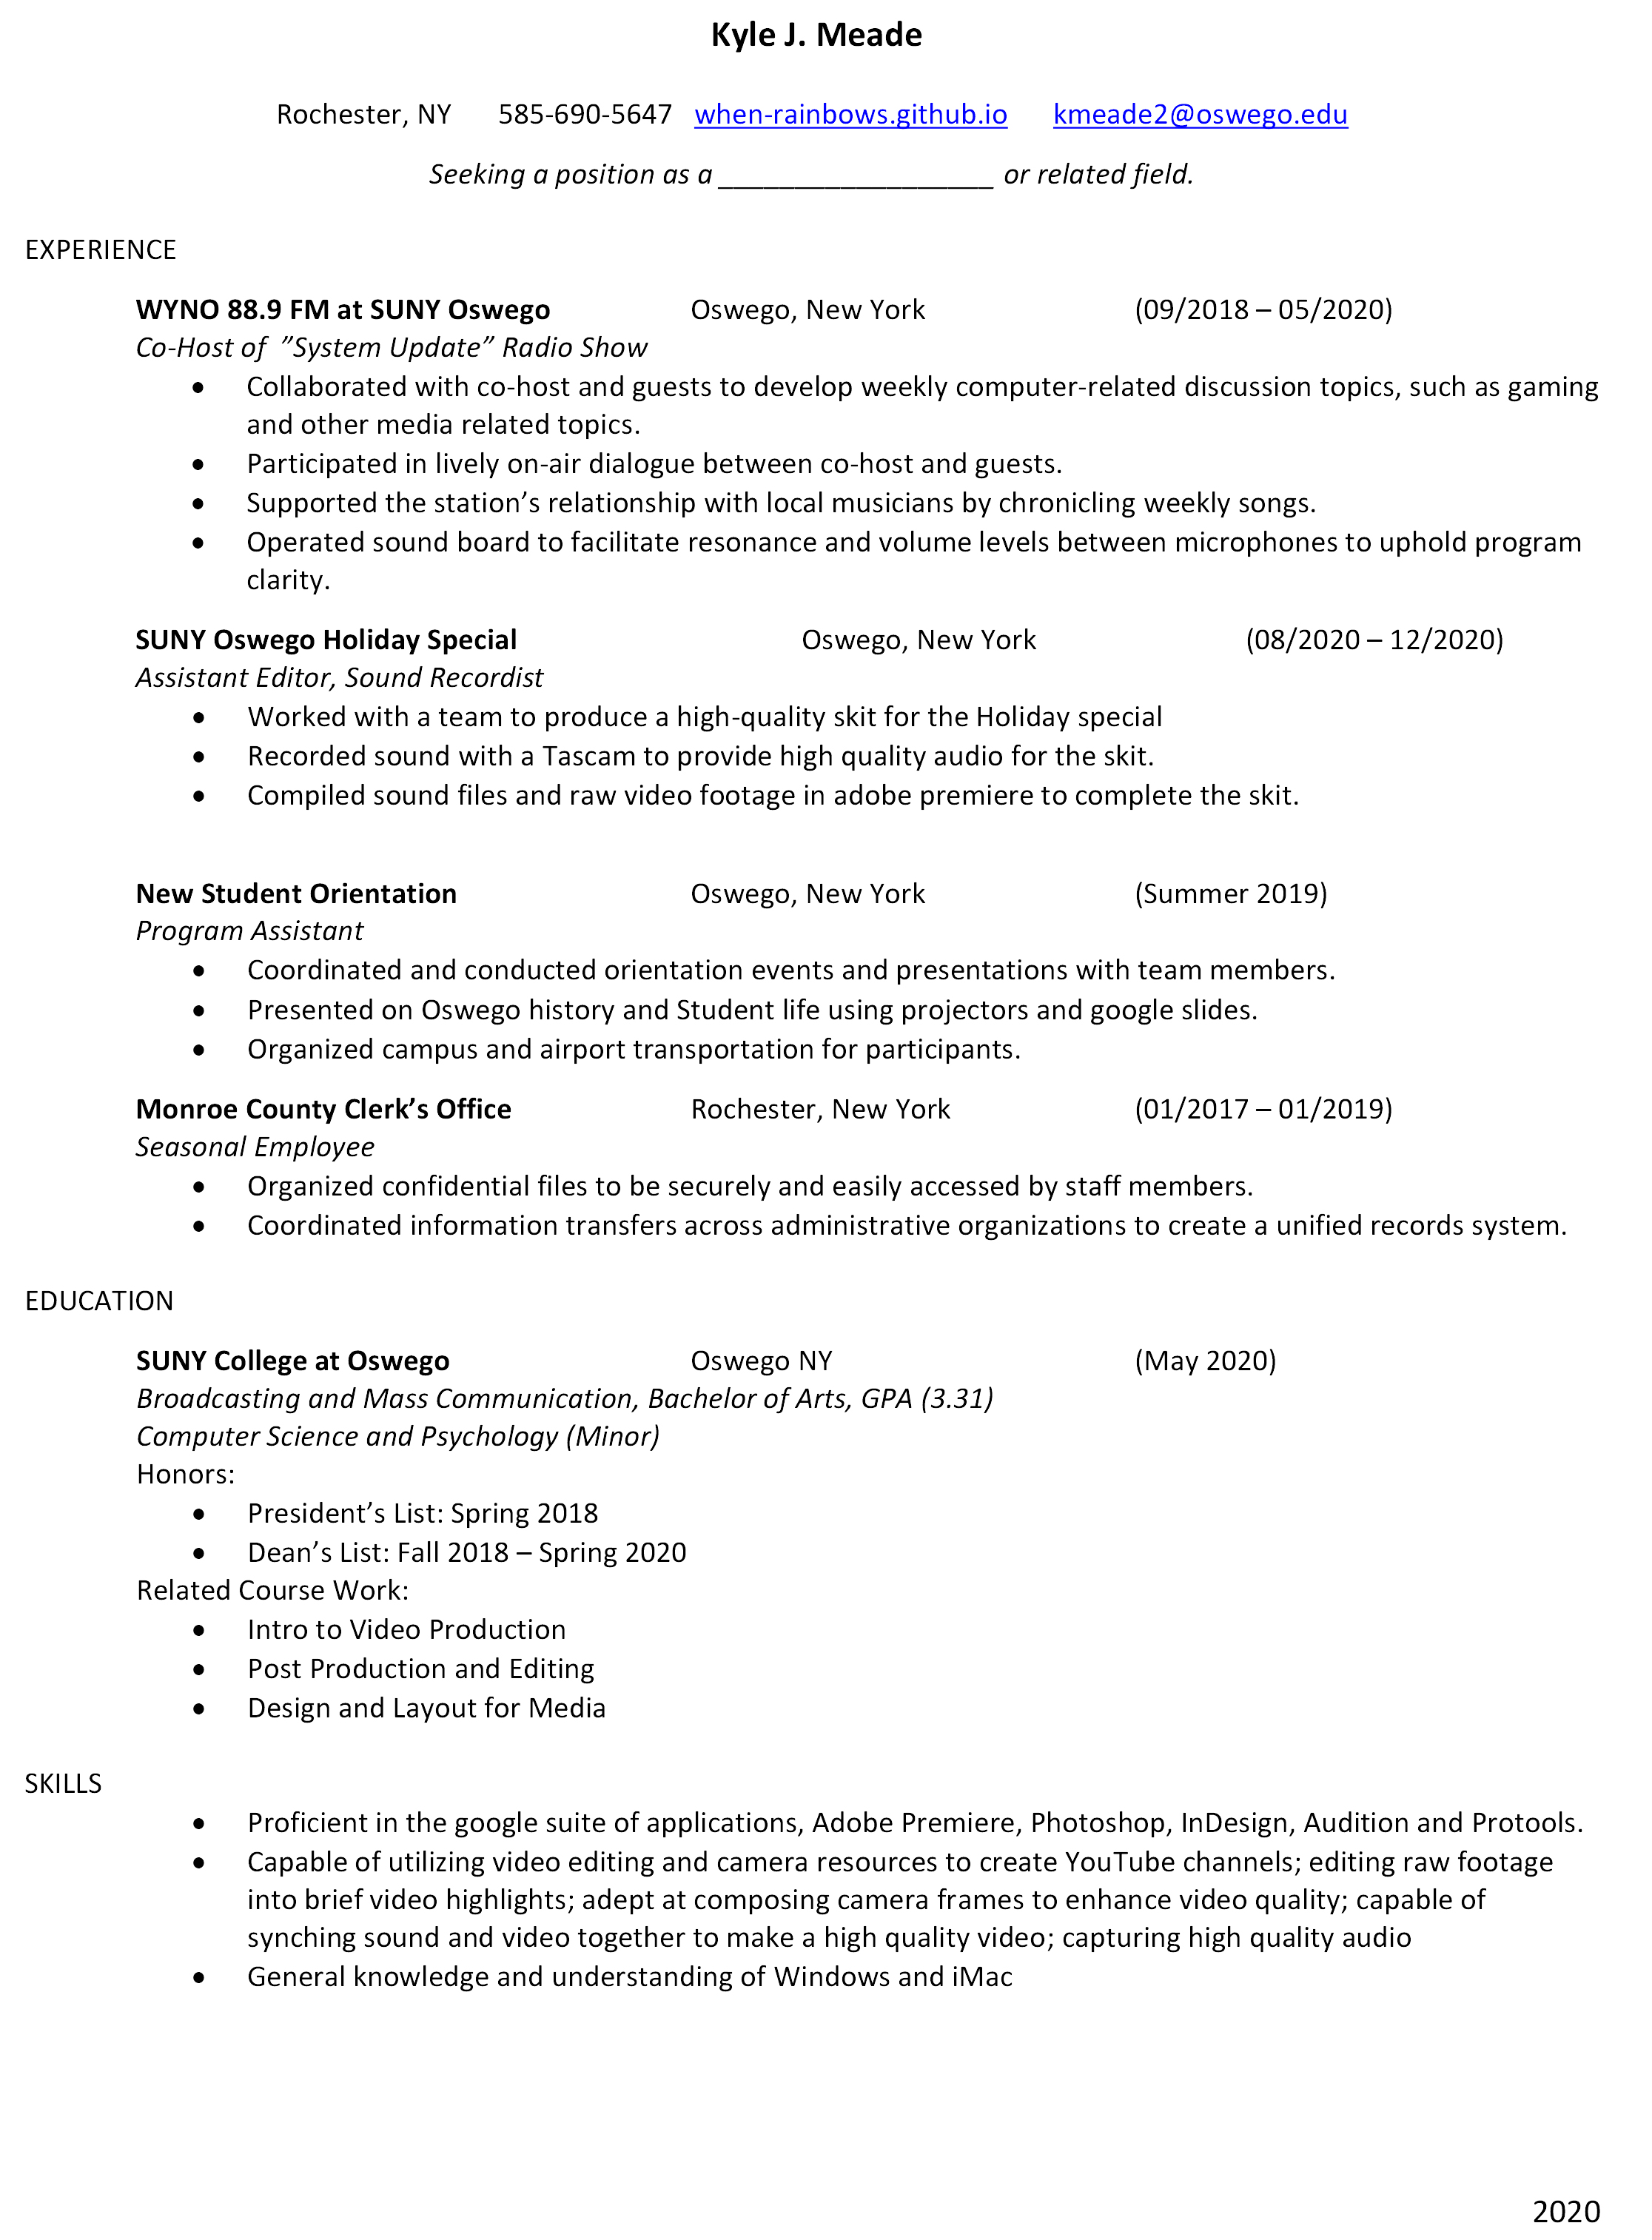 Kyle J. Meade
Rochester, NY 585-690-5647 when-rainbows.github.io kmeade2@oswego.edu
Seeking a position as a __________________ or related field.
EXPERIENCE
WYNO 88.9 FM at SUNY Oswego Oswego, New York (09/2018 – 05/2020)
Co-Host of ”System Update” Radio Show
• Collaborated with co-host and guests to develop weekly computer-related discussion topics, such as gaming
and other media related topics.
• Participated in lively on-air dialogue between co-host and guests.
• Supported the station’s relationship with local musicians by chronicling weekly songs.
• Operated sound board to facilitate resonance and volume levels between microphones to uphold program
clarity.
SUNY Oswego Holiday Special Oswego, New York (08/2020 – 12/2020)
Assistant Editor, Sound Recordist
• Worked with a team to produce a high-quality skit for the Holiday special
• Recorded sound with a Tascam to provide high quality audio for the skit.
• Compiled sound files and raw video footage in adobe premiere to complete the skit.
New Student Orientation Oswego, New York (Summer 2019)
Program Assistant
• Coordinated and conducted orientation events and presentations with team members.
• Presented on Oswego history and Student life using projectors and google slides.
• Organized campus and airport transportation for participants.
Monroe County Clerk’s Office Rochester, New York (01/2017 – 01/2019)
Seasonal Employee
• Organized confidential files to be securely and easily accessed by staff members.
• Coordinated information transfers across administrative organizations to create a unified records system.
EDUCATION
SUNY College at Oswego Oswego NY (May 2020)
Broadcasting and Mass Communication, Bachelor of Arts, GPA (3.31)
Computer Science and Psychology (Minor)
Honors:
• President’s List: Spring 2018
• Dean’s List: Fall 2018 – Spring 2020
Related Course Work:
• Intro to Video Production
• Post Production and Editing
• Design and Layout for Media
SKILLS
• Proficient in the google suite of applications, Adobe Premiere, Photoshop, InDesign, Audition and Protools.
• Capable of utilizing video editing and camera resources to create YouTube channels; editing raw footage
into brief video highlights; adept at composing camera frames to enhance video quality; capable of
synching sound and video together to make a high quality video; capturing high quality audio
• General knowledge and understanding of Windows and iMac
2020